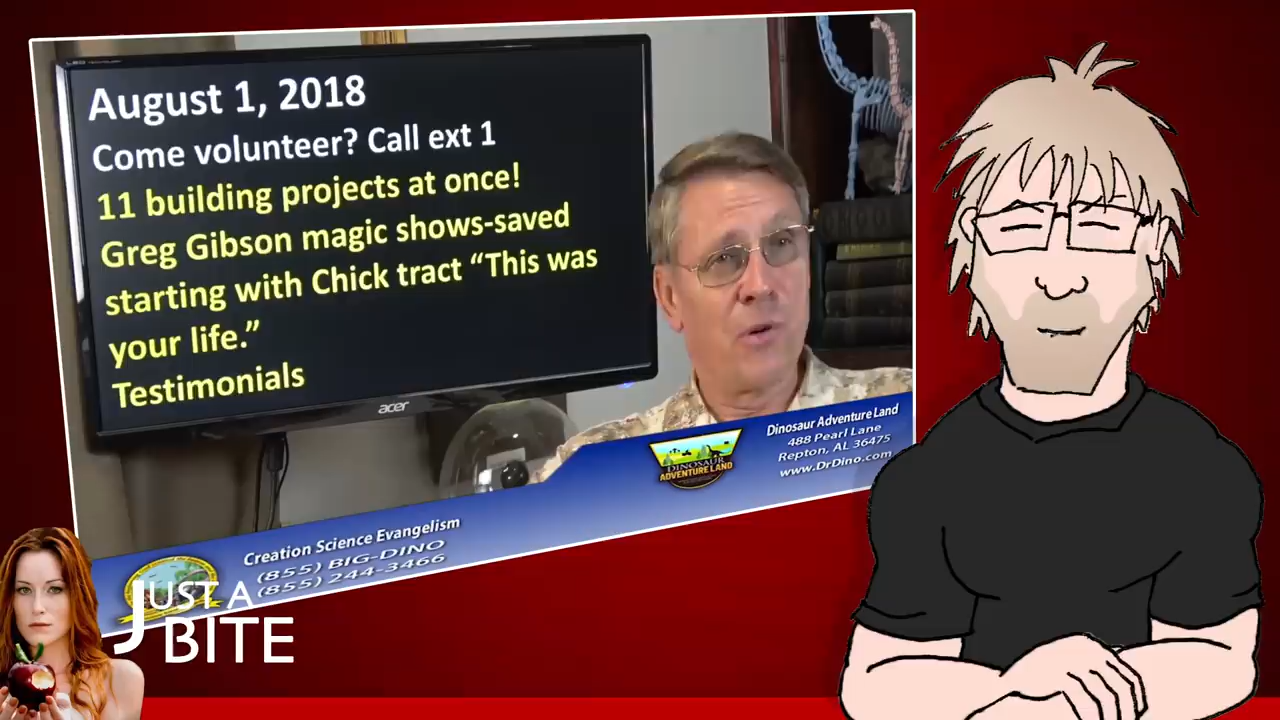 August 1, 2018
Come volunteer? Call ext 1
11 building projects at once!
Greg Gibson magic shows-saved
starting with Chick tract “This was
your life.”
Testimonials
acer
DINOSAUR
ADVENTURE LAND
Dinosaur Adventure Land
488 Pearl Lane
Repton, AL 36475
www.DrDino.com
Creation Science Evangelism
(855) BIG-DINO
(855) 244-3466
JUST A
BITE